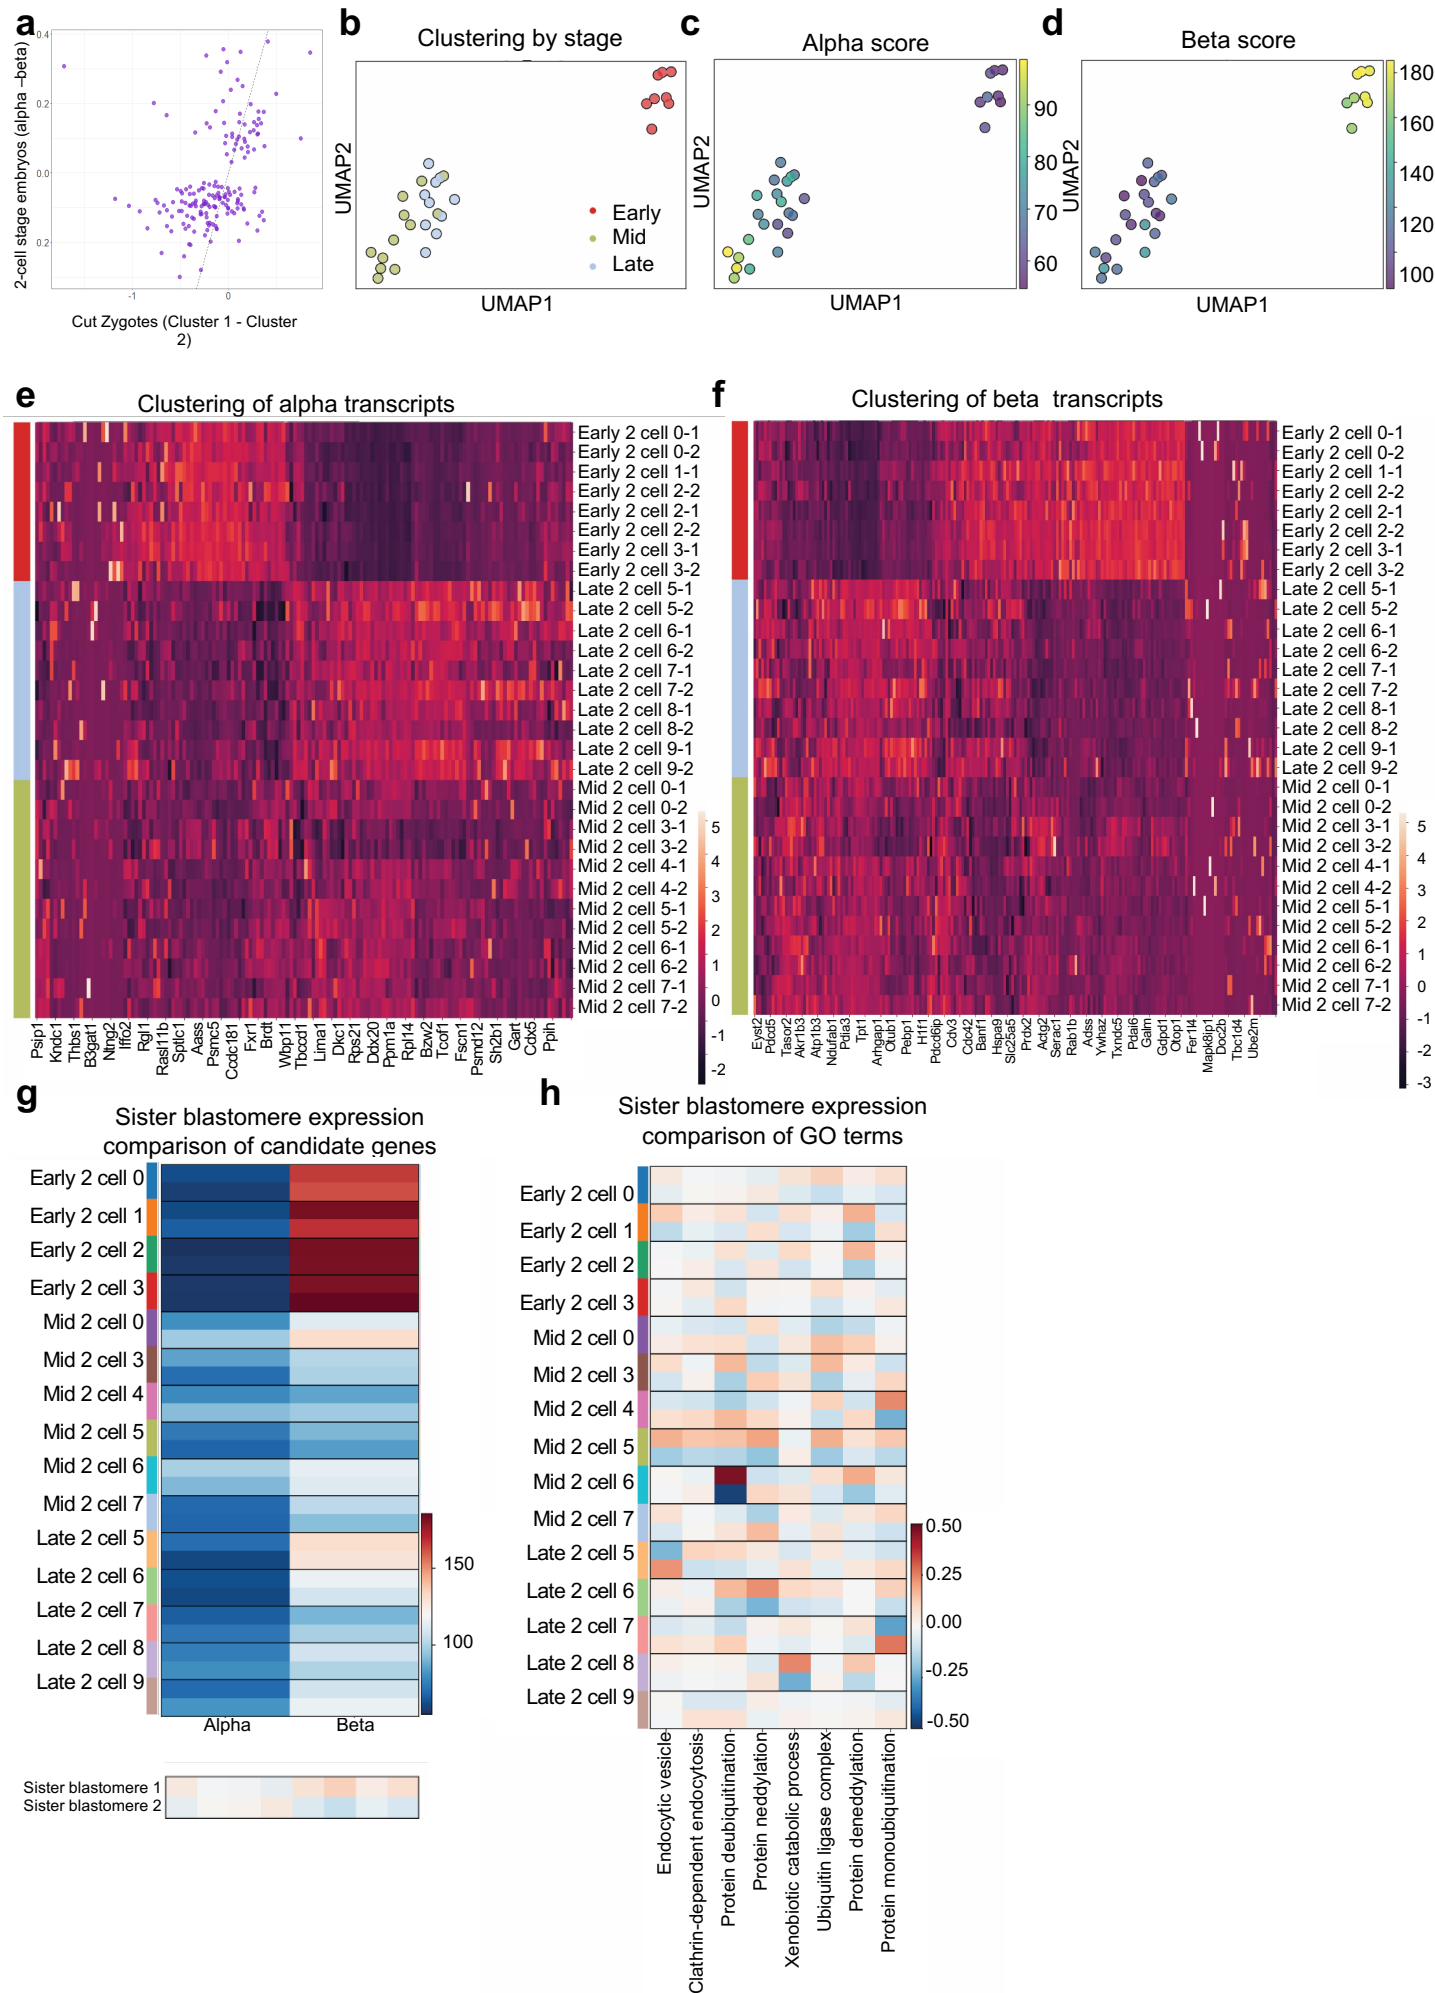 a
2-cell stage embryos (alpha –beta)
0.4
0.2
0.0
0.2
-1
0
Cut Zygotes (Cluster 1 - Cluster
2)
b
Clustering by stage
UMAP2
UMAP1
Early
Mid
Late
c
Alpha score
UMAP2
UMAP1
90
80
70
60
d
Beta score
UMAP2
UMAP1
180
160
140
120
100
e
Clustering of alpha transcripts
Early 2 cell 0-1
Early 2 cell 0-2
Early 2 cell 1-1
Early 2 cell 2-2
Early 2 cell 2-1
Early 2 cell 2-2
Early 2 cell 3-1
Early 2 cell 3-2
Late 2 cell 5-1
Late 2 cell 5-2
Late 2 cell 6-1
Late 2 cell 6-2
Late 2 cell 7-1
Late 2 cell 7-2
Late 2 cell 8-1
Late 2 cell 8-2
Late 2 cell 9-1
Late 2 cell 9-2
Mid 2 cell 0-1
Mid 2 cell 0-2
Mid 2 cell 3-1
Mid 2 cell 3-2
Mid 2 cell 4-1
Mid 2 cell 4-2
Mid 2 cell 5-1
Mid 2 cell 5-2
Mid 2 cell 6-1
Mid 2 cell 6-2
Mid 2 cell 7-1
Mid 2 cell 7-2
5
4
3
2
1
0
-1
-2
Psip1
Kndc1
Thbs1
B3gat1
Nfng2
Iffo2
Rgl1
Rasl11b
Sptlc1
Aass
Psmc5
Ccdc181
Fxr1
Brdt
Wbp11
Tbccd1
Lima1
Dkc1
Rps21
Ddx20
Ppm1a
Rpl14
Bzw2
Tcof1
Fscn1
Psmd12
Sh2b1
Gart
Cdx5
Ppih
f
Clustering of beta transcripts
Early 2 cell 0-1
Early 2 cell 0-2
Early 2 cell 1-1
Early 2 cell 2-2
Early 2 cell 2-1
Early 2 cell 2-2
Early 2 cell 3-1
Early 2 cell 3-2
Late 2 cell 5-1
Late 2 cell 5-2
Late 2 cell 6-1
Late 2 cell 6-2
Late 2 cell 7-1
Late 2 cell 7-2
Late 2 cell 8-1
Late 2 cell 8-2
Late 2 cell 9-1
Late 2 cell 9-2
Mid 2 cell 0-1
Mid 2 cell 0-2
Mid 2 cell 3-1
Mid 2 cell 3-2
Mid 2 cell 4-1
Mid 2 cell 4-2
Mid 2 cell 5-1
Mid 2 cell 5-2
Mid 2 cell 6-1
Mid 2 cell 6-2
Mid 2 cell 7-1
Mid 2 cell 7-2
5
4
3
2
1
0
-1
-2
-3
Eyst2
Pdcd5
Tasor2
Akr1b3
Atp1b3
Ndufab1
Pdia3
Tpt1
Arhgap1
Otub1
Pebp1
H1f1
Pdcd6ip
Cdv3
Cdc42
Banf1
Hspa9
Slc25a5
Prdx2
Actg2
Serac1
Rab1b
Adss
Ywhaz
Txndc5
Pdai6
Galm
Gdpd1
Otop1
Fer1l4
Mapk8ip1
Doc2b
Tbc1d4
Ube2m
g
Sister blastomere expression
comparison of candidate genes
Early 2 cell 0
Early 2 cell 1
Early 2 cell 2
Early 2 cell 3
Mid 2 cell 0
Mid 2 cell 3
Mid 2 cell 4
Mid 2 cell 5
Mid 2 cell 6
Mid 2 cell 7
Late 2 cell 5
Late 2 cell 6
Late 2 cell 7
Late 2 cell 8
Late 2 cell 9
Alpha
Beta
150
100
Sister blastomere 1
Sister blastomere 2
h
Sister blastomere expression
comparison of GO terms
Early 2 cell 0
Early 2 cell 1
Early 2 cell 2
Early 2 cell 3
Mid 2 cell 0
Mid 2 cell 3
Mid 2 cell 4
Mid 2 cell 5
Mid 2 cell 6
Mid 2 cell 7
Late 2 cell 5
Late 2 cell 6
Late 2 cell 7
Late 2 cell 8
Late 2 cell 9
0.50
0.25
0.00
-0.25
-0.50
Endocytic vesicle
Clathrin-dependent endocytosis
Protein deubiquitination
Protein neddylation
Xenobiotic catabolic process
Ubiquitin ligase complex
Protein deneddylation
Protein monoubiquitination